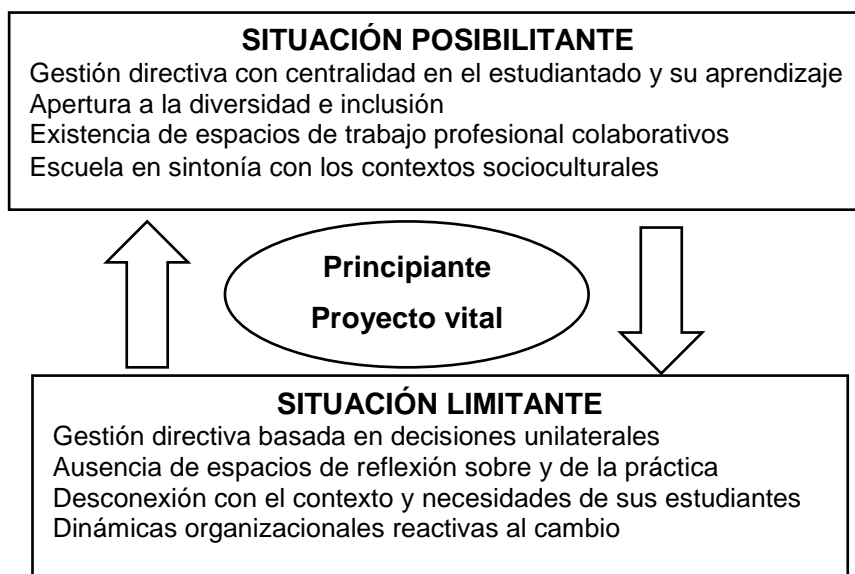 SITUACIÓN POSIBILITANTE
Gestión directiva con centralidad en el estudiantado y su aprendizaje
Apertura a la diversidad e inclusión
Existencia de espacios de trabajo profesional colaborativos
Escuela en sintonía con los contextos socioculturales
Principiante
Proyecto vital
SITUACIÓN LIMITANTE
Gestión directiva basada en decisiones unilaterales
Ausencia de espacios de reflexión sobre y de la práctica
Desconexión con el contexto y necesidades de sus estudiantes
Dinámicas organizacionales reactivas al cambio